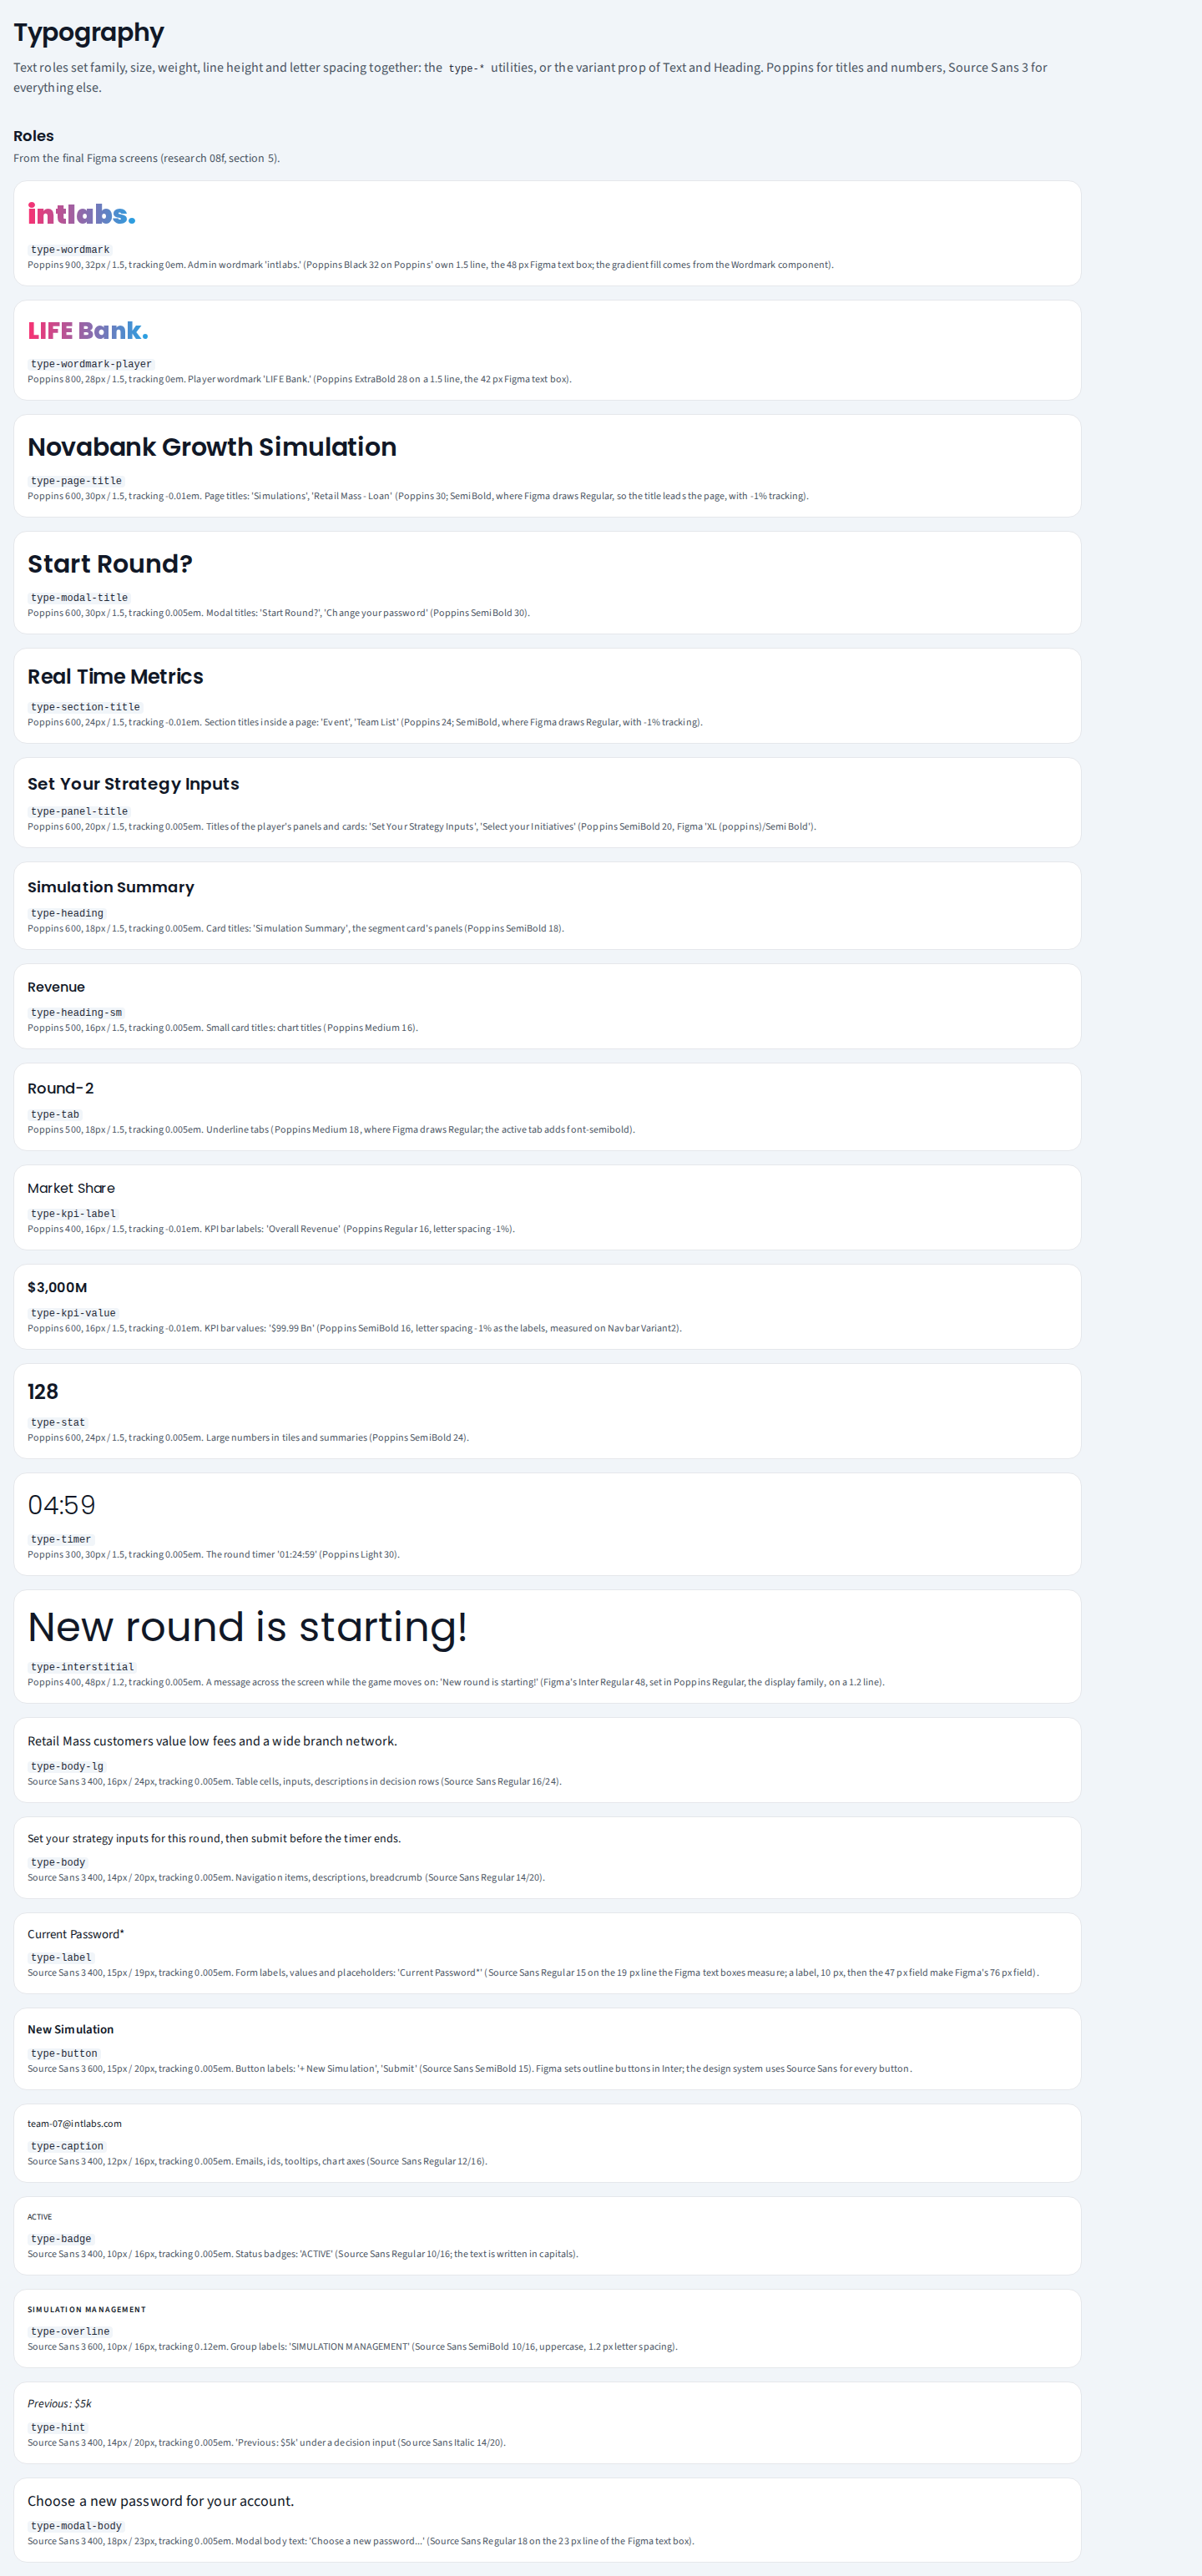 Typography
Text roles set family, size, weight, line height and letter spacing together: the type-* utilities, or the variant prop of Text and Heading. Poppins for titles and numbers, Source Sans 3 for
everything else.
Roles
From the final Figma screens (research 08f, section 5).
intlabs.
type-wordmark
Poppins 900, 32px / 1.5, tracking 0em. Admin wordmark 'intlabs.' (Poppins Black 32 on Poppins' own 1.5 line, the 48 px Figma text box; the gradient fill comes from the Wordmark component).
LIFE Bank.
type-wordmark-player
Poppins 800, 28px / 1.5, tracking 0em. Player wordmark 'LIFE Bank.' (Poppins ExtraBold 28 on a 1.5 line, the 42 px Figma text box).
Novabank Growth Simulation
type-page-title
Poppins 600, 30px / 1.5, tracking -0.01em. Page titles: 'Simulations', 'Retail Mass - Loan' (Poppins 30; SemiBold, where Figma draws Regular, so the title leads the page, with -1% tracking).
Start Round?
type-modal-title
Poppins 600, 30px / 1.5, tracking 0.005em. Modal titles: 'Start Round?', 'Change your password' (Poppins SemiBold 30).
Real Time Metrics
type-section-title
Poppins 600, 24px / 1.5, tracking -0.01em. Section titles inside a page: 'Event', 'Team List' (Poppins 24; SemiBold, where Figma draws Regular, with -1% tracking).
Set Your Strategy Inputs
type-panel-title
Poppins 600, 20px / 1.5, tracking 0.005em. Titles of the player's panels and cards: 'Set Your Strategy Inputs', 'Select your Initiatives' (Poppins SemiBold 20, Figma 'XL (poppins)/Semi Bold').
Simulation Summary
type-heading
Poppins 600, 18px / 1.5, tracking 0.005em. Card titles: 'Simulation Summary', the segment card's panels (Poppins SemiBold 18).
Revenue
type-heading-sm
Poppins 500, 16px / 1.5, tracking 0.005em. Small card titles: chart titles (Poppins Medium 16).
Round-2
type-tab
Poppins 500, 18px / 1.5, tracking 0.005em. Underline tabs (Poppins Medium 18, where Figma draws Regular; the active tab adds font-semibold).
Market Share
type-kpi-label
Poppins 400, 16px / 1.5, tracking -0.01em. KPI bar labels: 'Overall Revenue' (Poppins Regular 16, letter spacing -1%).
$3,000M
type-kpi-value
Poppins 600, 16px / 1.5, tracking -0.01em. KPI bar values: '$99.99 Bn' (Poppins SemiBold 16, letter spacing -1% as the labels, measured on Navbar Variant2).
128
type-stat
Poppins 600, 24px / 1.5, tracking 0.005em. Large numbers in tiles and summaries (Poppins SemiBold 24).
04:59
type-timer
Poppins 300, 30px / 1.5, tracking 0.005em. The round timer '01:24:59' (Poppins Light 30).
New round is starting!
type-interstitial
Poppins 400, 48px / 1.2, tracking 0.005em. A message across the screen while the game moves on: 'New round is starting!' (Figma's Inter Regular 48, set in Poppins Regular, the display family, on a 1.2 line).
Retail Mass customers value low fees and a wide branch network.
type-body-lg
Source Sans 3 400, 16px / 24px, tracking 0.005em. Table cells, inputs, descriptions in decision rows (Source Sans Regular 16/24).
Set your strategy inputs for this round, then submit before the timer ends.
type-body
Source Sans 3 400, 14px / 20px, tracking 0.005em. Navigation items, descriptions, breadcrumb (Source Sans Regular 14/20).
Current Password*
type-label
Source Sans 3 400, 15px / 19px, tracking 0.005em. Form labels, values and placeholders: 'Current Password*' (Source Sans Regular 15 on the 19 px line the Figma text boxes measure; a label, 10 px, then the 47 px field make Figma's 76 px field).
New Simulation
type-button
Source Sans 3 600, 15px / 20px, tracking 0.005em. Button labels: '+ New Simulation', 'Submit' (Source Sans SemiBold 15). Figma sets outline buttons in Inter; the design system uses Source Sans for every button.
team-07@intlabs.com
type-caption
Source Sans 3 400, 12px / 16px, tracking 0.005em. Emails, ids, tooltips, chart axes (Source Sans Regular 12/16).
ACTIVE
type-badge
Source Sans 3 400, 10px / 16px, tracking 0.005em. Status badges: 'ACTIVE' (Source Sans Regular 10/16; the text is written in capitals).
SIMULATION MANAGEMENT
type-overline
Source Sans 3 600, 10px / 16px, tracking 0.12em. Group labels: 'SIMULATION MANAGEMENT' (Source Sans SemiBold 10/16, uppercase, 1.2 px letter spacing).
Previous: $5k
type-hint
Source Sans 3 400, 14px / 20px, tracking 0.005em. 'Previous: $5k' under a decision input (Source Sans Italic 14/20).
Choose a new password for your account.
type-modal-body
Source Sans 3 400, 18px / 23px, tracking 0.005em. Modal body text: 'Choose a new password...' (Source Sans Regular 18 on the 23 px line of the Figma text box).